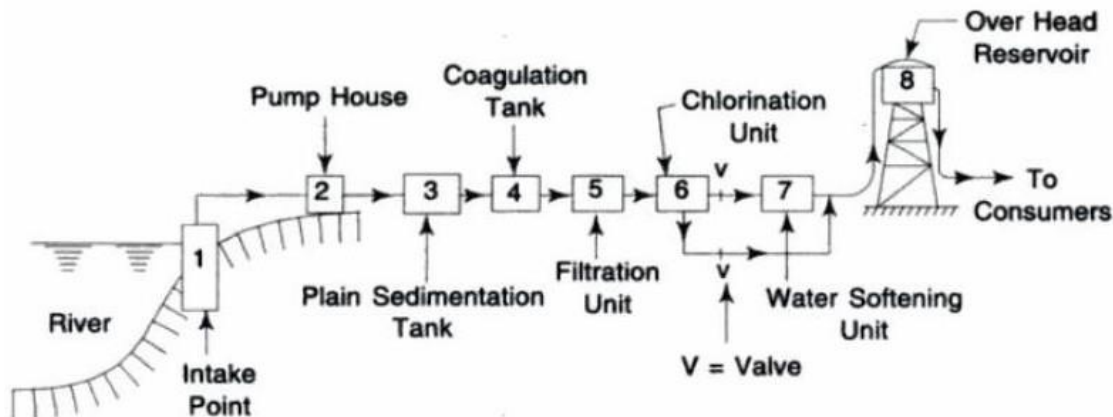 Over Head
Reservoir
8
Coagulation
Tank
Pump House
Chlorination
Unit
V
2
3
4
5
6
7
To
Consumers
1
V
River
Plain Sedimentation
Tank
Filtration
Unit
Water Softening
Unit
Intake
Point
V = Valve